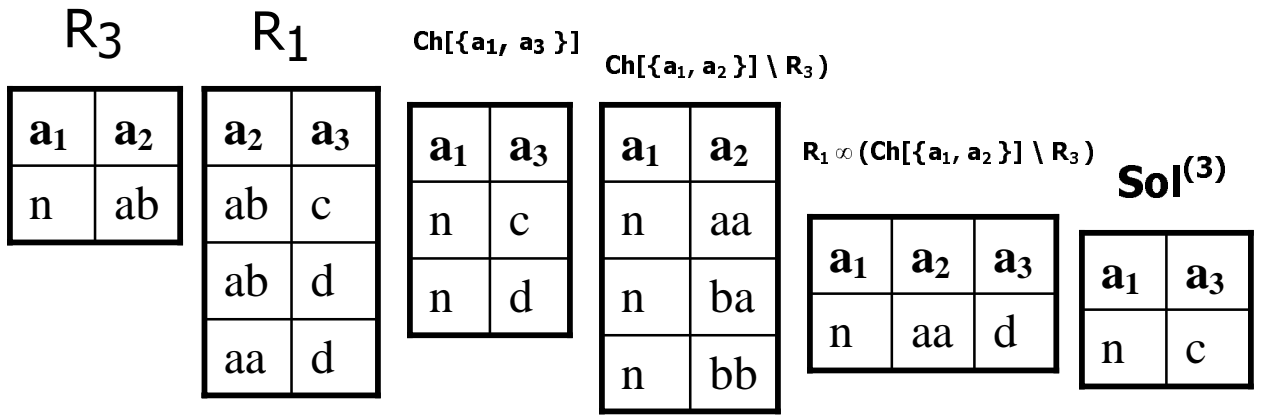 R3
a1 a2
n ab
R1
a2 a3
ab c
ab d
aa d
Ch[{a1, a3 }]
a1 a3
n c
n d
Ch[{a1, a2 }] \ R3 )
a1 a2
n aa
n ba
n bb
R1 ∞ (Ch[{a1, a2 }] \ R3 )
a1 a2 a3
n aa d
Sol(3)
a1 a3
n c